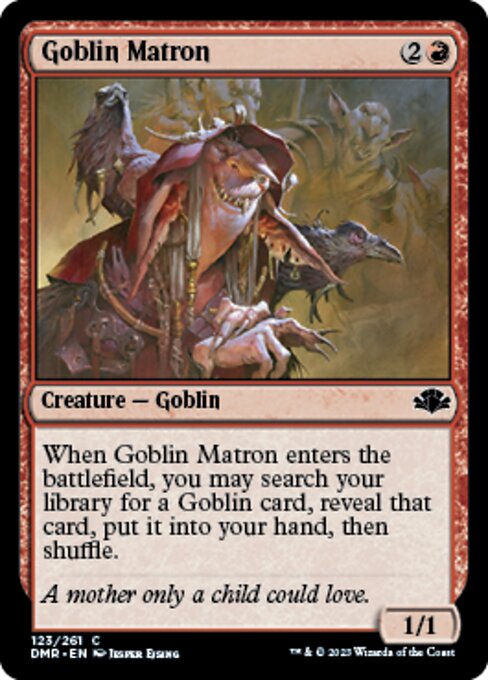 Goblin Matron 2
Creature — Goblin
When Goblin Matron enters the
battlefield, you may search your
library for a Goblin card, reveal that
card, put it into your hand, then
shuffle.
A mother only a child could love.
1/1
123/261 C
DMR • EN Jesper Ejsing
™ & © 2023 Wizards of the Coast